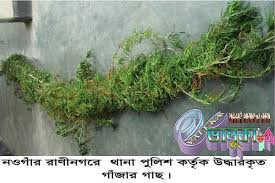 ভালুকা
নওগাঁর রাণীনগরে থানা পুলিশ কর্তৃক উদ্ধারকৃত
গাঁজার গাছ।